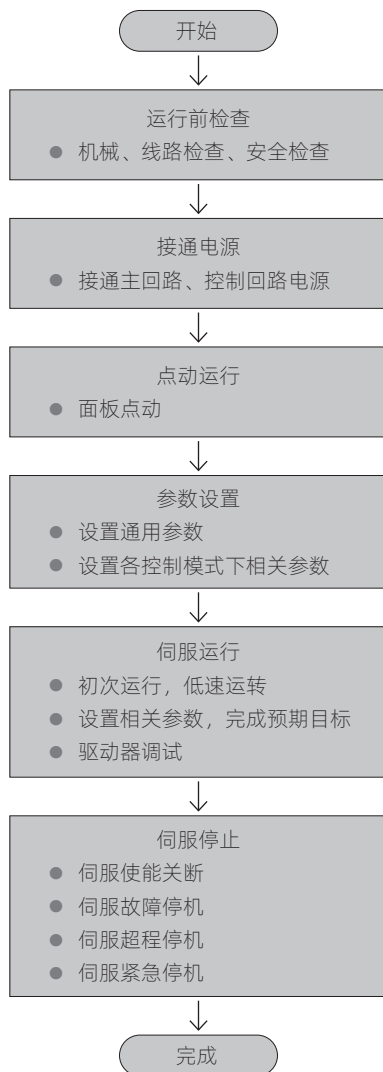 开始
运行前检查
● 机械、线路检查、安全检查
接通电源
● 接通主回路、控制回路电源
点动运行
● 面板点动
参数设置
● 设置通用参数
● 设置各控制模式下相关参数
伺服运行
● 初次运行，低速运转
● 设置相关参数，完成预期目标
● 驱动器调试
伺服停止
● 伺服使能关断
● 伺服故障停机
● 伺服超程停机
● 伺服紧急停机
完成